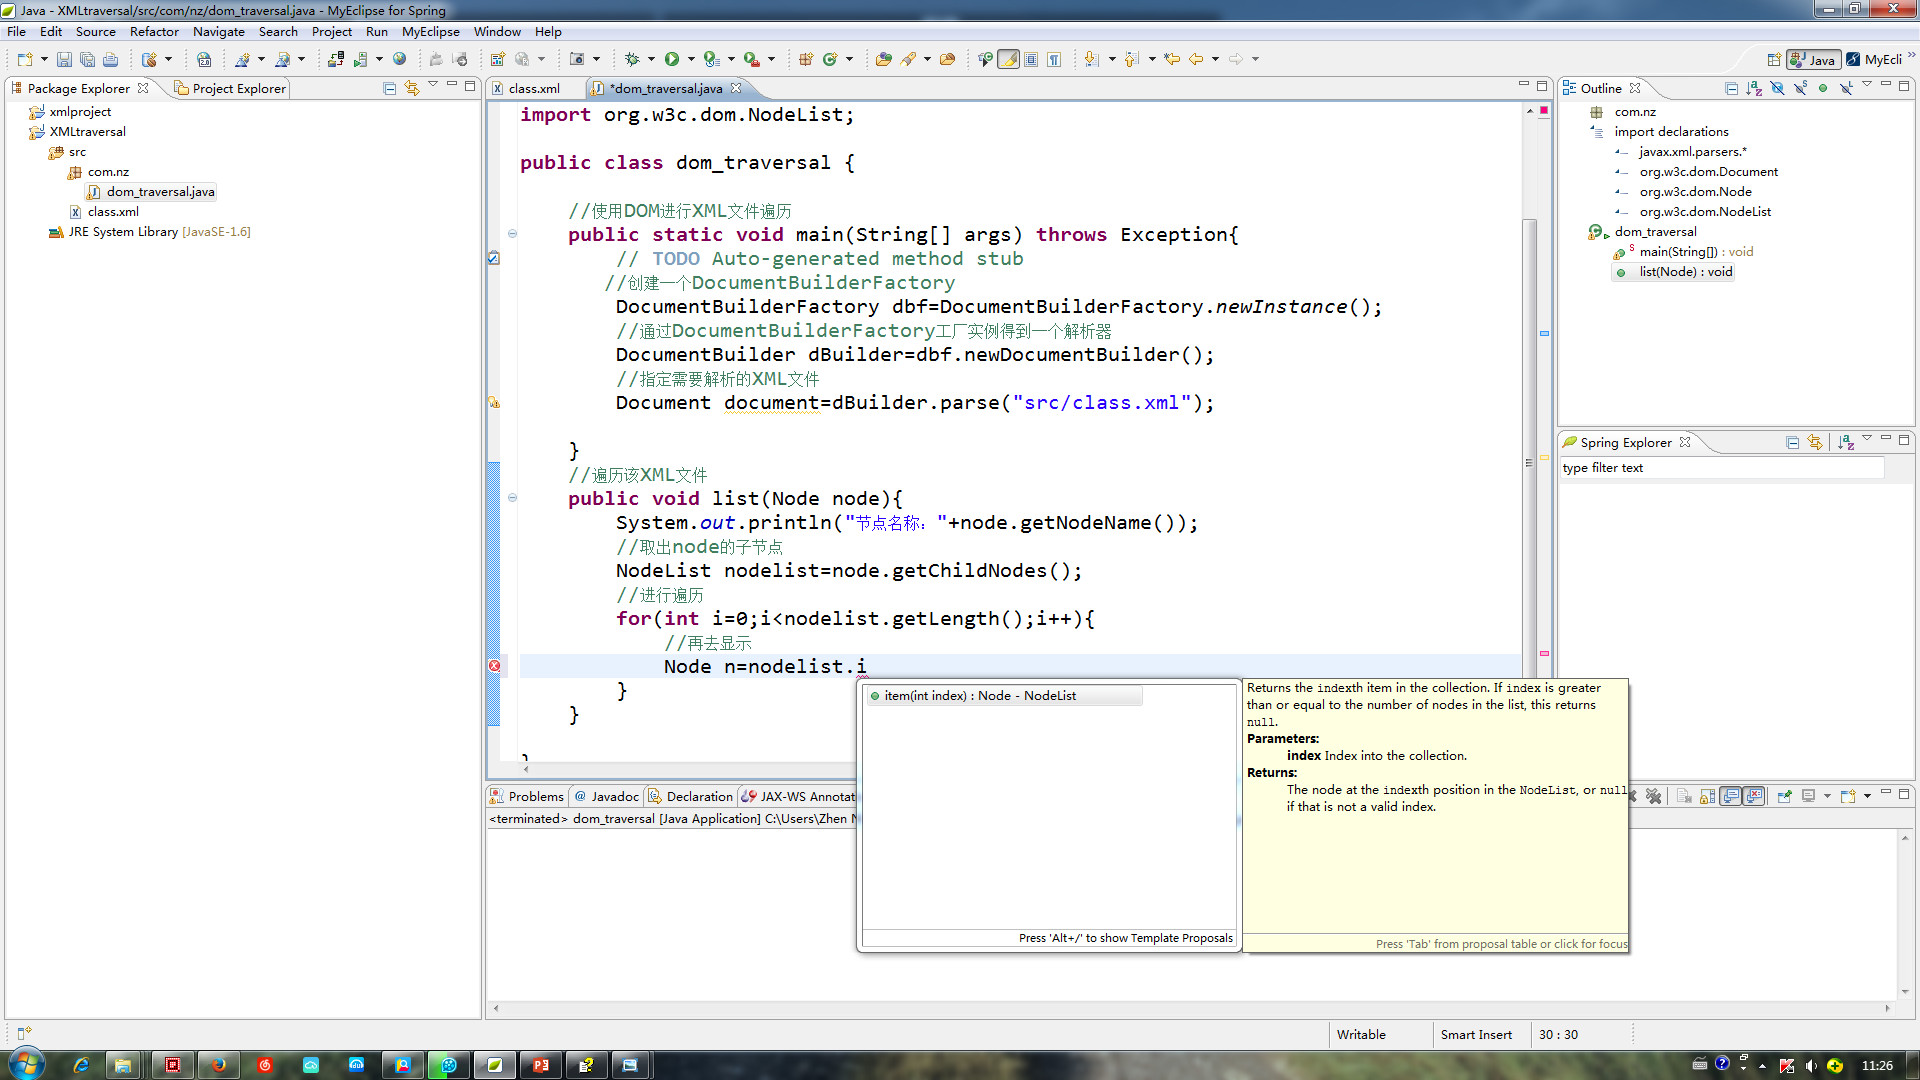 Java - XMLtraversal/src/com/nz/dom_traversal.java - MyEclipse for Spring
File Edit Source Refactor Navigate Search Project Run MyEclipse Window Help
Java MyEcli
Package Explorer Project Explorer
xmlproject
XMLtraversal
src
com.nz
dom_traversal.java
class.xml
JRE System Library [JavaSE-1.6]
class.xml *dom_traversal.java
import org.w3c.dom.NodeList;
public class dom_traversal {
//使用DOM进行XML文件遍历
public static void main(String[] args) throws Exception{
// TODO Auto-generated method stub
//创建一个DocumentBuilderFactory
DocumentBuilderFactory dbf=DocumentBuilderFactory.newInstance();
//通过DocumentBuilderFactory工厂实例得到一个解析器
DocumentBuilder dBuilder=dbf.newDocumentBuilder();
//指定需要解析的XML文件
Document document=dBuilder.parse("src/class.xml");
}
//遍历该XML文件
public void list(Node node){
System.out.println("节点名称："+node.getNodeName());
//取出node的子节点
NodeList nodelist=node.getChildNodes();
//进行遍历
for(int i=0;i<nodelist.getLength();i++){
//再去显示
Node n=nodelist.i
}
}
}
item(int index) : Node - NodeList
Press 'Alt+/' to show Template Proposals
Returns the indexth item in the collection. If index is greater
than or equal to the number of nodes in the list, this returns
null.
Parameters:
index Index into the collection.
Returns:
The node at the indexth position in the NodeList, or null
if that is not a valid index.
Press 'Tab' from proposal table or click for focus
Outline
com.nz
import declarations
javax.xml.parsers.*
org.w3c.dom.Document
org.w3c.dom.Node
org.w3c.dom.NodeList
dom_traversal
main(String[]) : void
list(Node) : void
Spring Explorer
type filter text
Problems Javadoc Declaration JAX-WS Annotat
<terminated> dom_traversal [Java Application] C:\Users\Zhen N
Writable Smart Insert 30 : 30
11:26